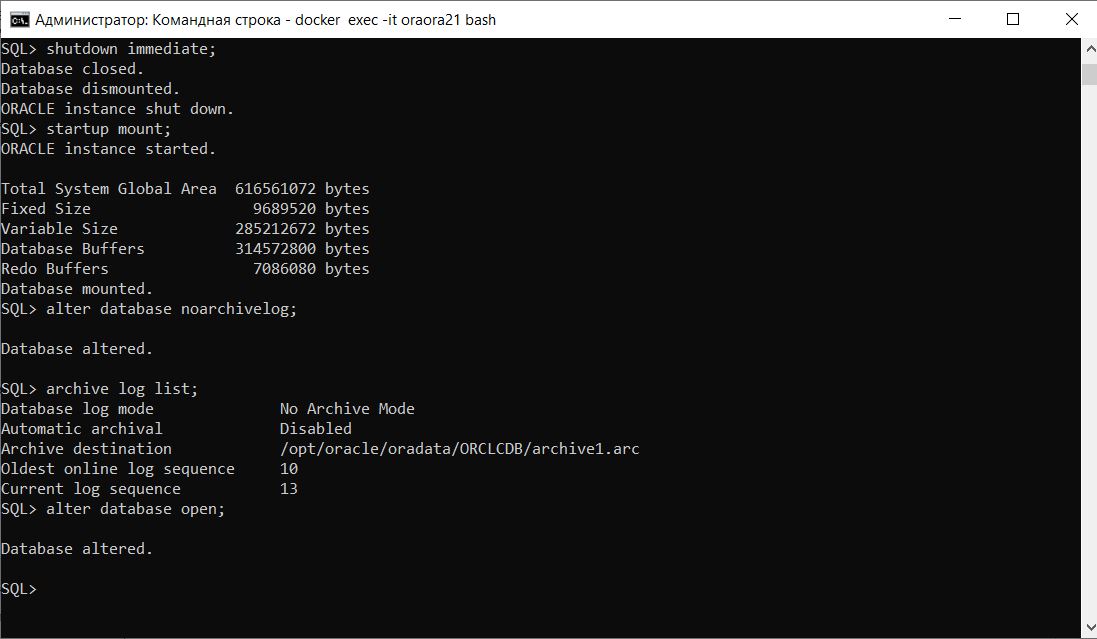 Администратор: Командная строка - docker  exec -it oraora21 bash
SQL> shutdown immediate;
Database closed.
Database dismounted.
ORACLE instance shut down.
SQL> startup mount;
ORACLE instance started.

Total System Global Area  616561072 bytes
Fixed Size                  9689520 bytes
Variable Size             285212672 bytes
Database Buffers          314572800 bytes
Redo Buffers                7086080 bytes
Database mounted.
SQL> alter database noarchivelog;

Database altered.

SQL> archive log list;
Database log mode              No Archive Mode
Automatic archival             Disabled
Archive destination            /opt/oracle/oradata/ORCLCDB/archive1.arc
Oldest online log sequence     10
Current log sequence           13
SQL> alter database open;

Database altered.

SQL>